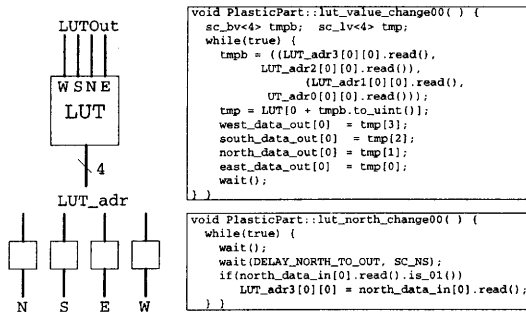 LUTOut
W S N E
LUT
4
LUT_adr
N S E W
void PlasticPart::lut_value_change00( ) {
sc_bv<4> tmpb; sc_lv<4> tmp;
while(true) {
tmpb = ((LUT_adr3[0][0].read(),
LUT_adr2[0][0].read()),
(LUT_adr1[0][0].read(),
UT_adr0[0][0].read()));
tmp = LUT[0 + tmpb.to_uint()];
west_data_out[0] = tmp[3];
south_data_out[0] = tmp[2];
north_data_out[0] = tmp[1];
east_data_out[0] = tmp[0];
wait();
} }
void PlasticPart::lut_north_change00( ) {
while(true) {
wait();
wait(DELAY_NORTH_TO_OUT, SC_NS);
if(north_data_in[0].read().is_01())
LUT_adr3[0][0] = north_data_in[0].read();
} }